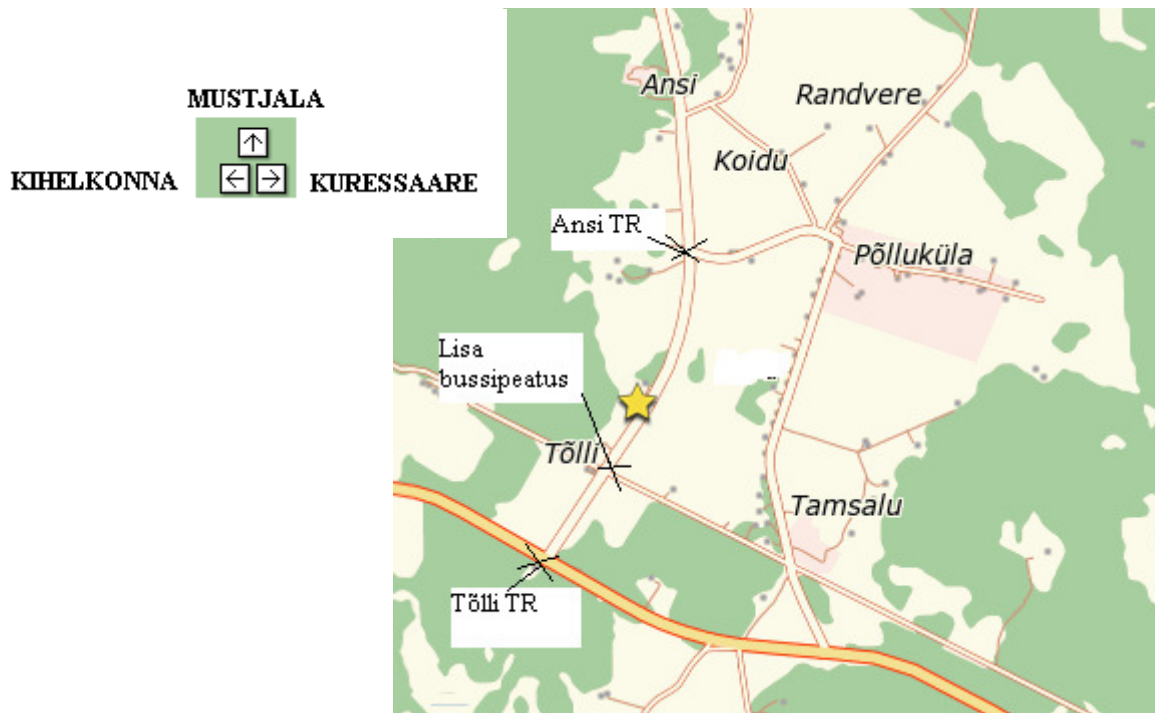 MUSTJALA
KIHELKONNA
KURESSAARE
Ansi
Randvere
Koidu
Ansi TR
Põlluküla
Lisa
bussipeatus
Tõlli
Tamsalu
Tõlli TR